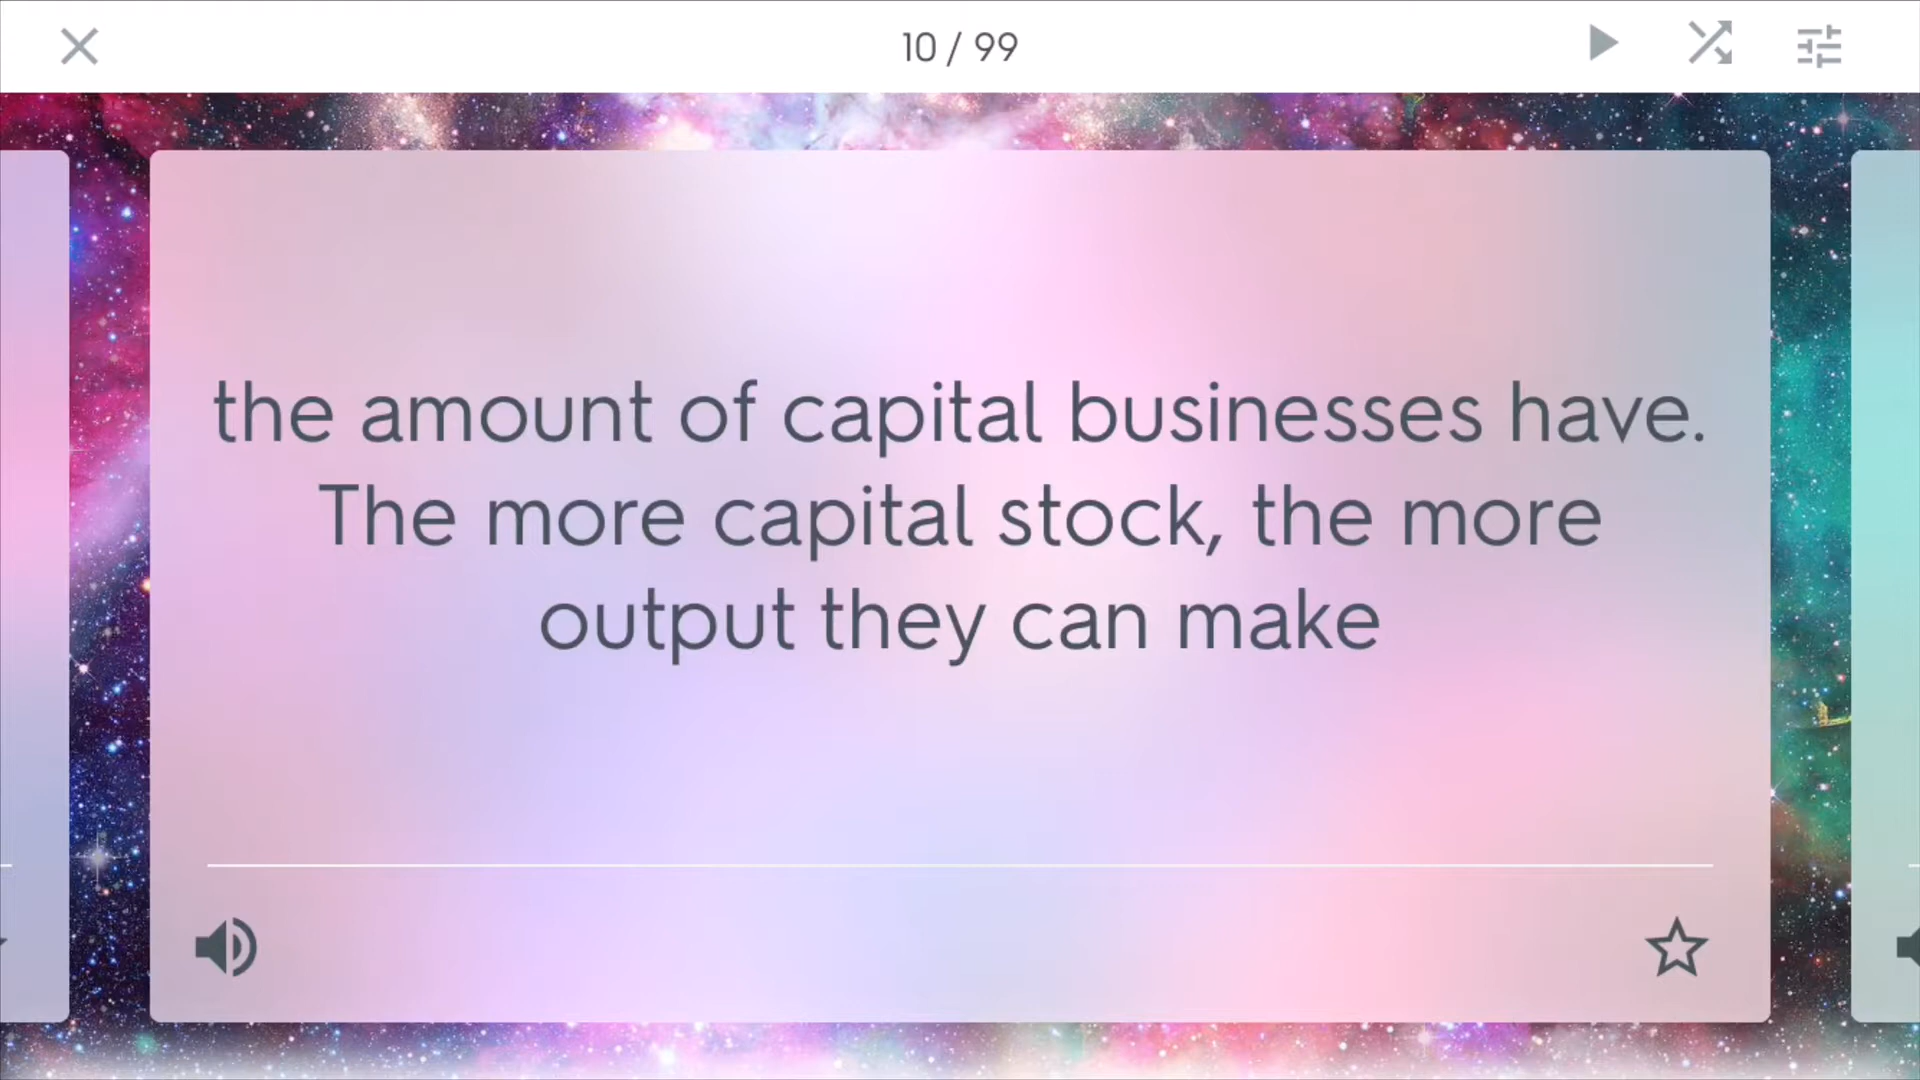 10 / 99
the amount of capital businesses have.
The more capital stock, the more
output they can make